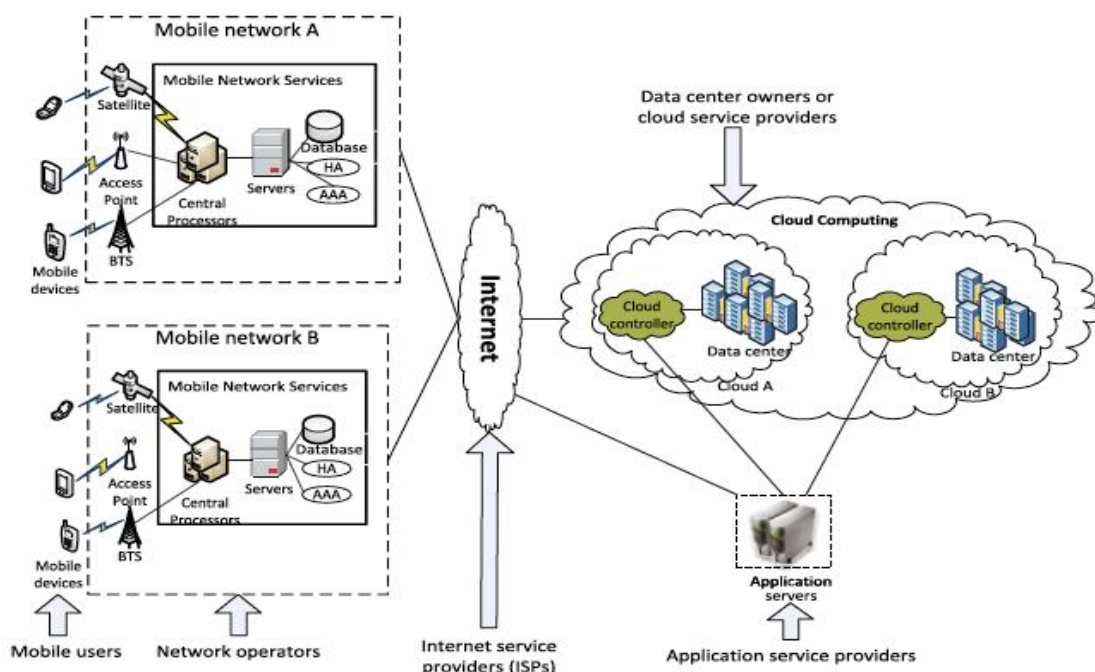 Mobile network A
Mobile Network Services
Satellite
Database
HA
AAA
Servers
Access
Point
Central
Processors
BTS
Mobile
devices
Mobile network B
Mobile Network Services
Satellite
Database
HA
AAA
Servers
Access
Point
Central
Processors
BTS
Mobile
devices
Mobile users
Network operators
Internet
Internet service
providers (ISPs)
Data center owners or
cloud service providers
Cloud Computing
Cloud
controller
Data center
Cloud A
Cloud
controller
Data center
Cloud B
Application
servers
Application service providers